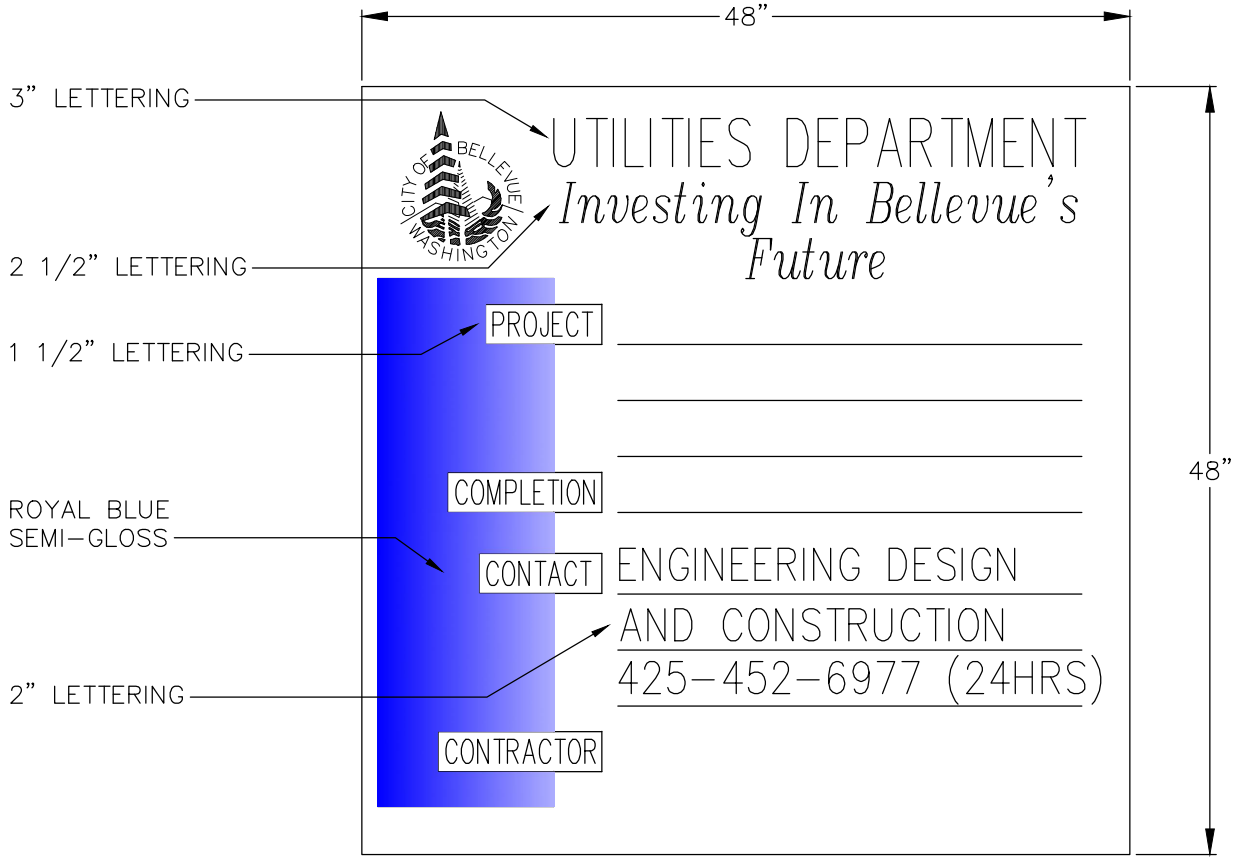 48”
3” LETTERING
UTILITIES DEPARTMENT
CITY OF BELLEVUE
WASHINGTON
Investing In Bellevue's
Future
2 1/2” LETTERING
PROJECT
1 1/2” LETTERING
48”
COMPLETION
ROYAL BLUE
SEMI-GLOSS
CONTACT
ENGINEERING DESIGN
AND CONSTRUCTION
425-452-6977 (24HRS)
2” LETTERING
CONTRACTOR